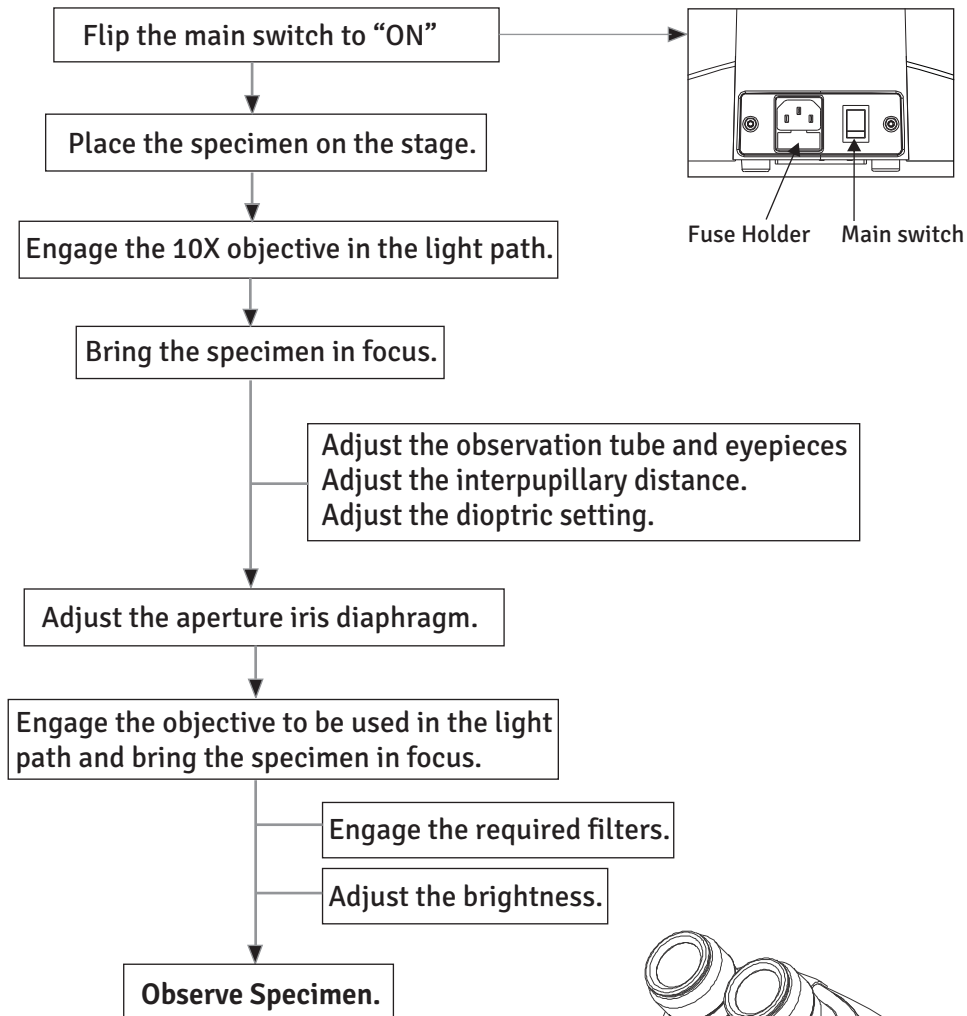 Flip the main switch to “ON”
Place the specimen on the stage.
Fuse Holder
Main switch
Engage the 10X objective in the light path.
Bring the specimen in focus.
Adjust the observation tube and eyepieces
Adjust the interpupillary distance.
Adjust the dioptric setting.
Adjust the aperture iris diaphragm.
Engage the objective to be used in the light
path and bring the specimen in focus.
Engage the required filters.
Adjust the brightness.
Observe Specimen.